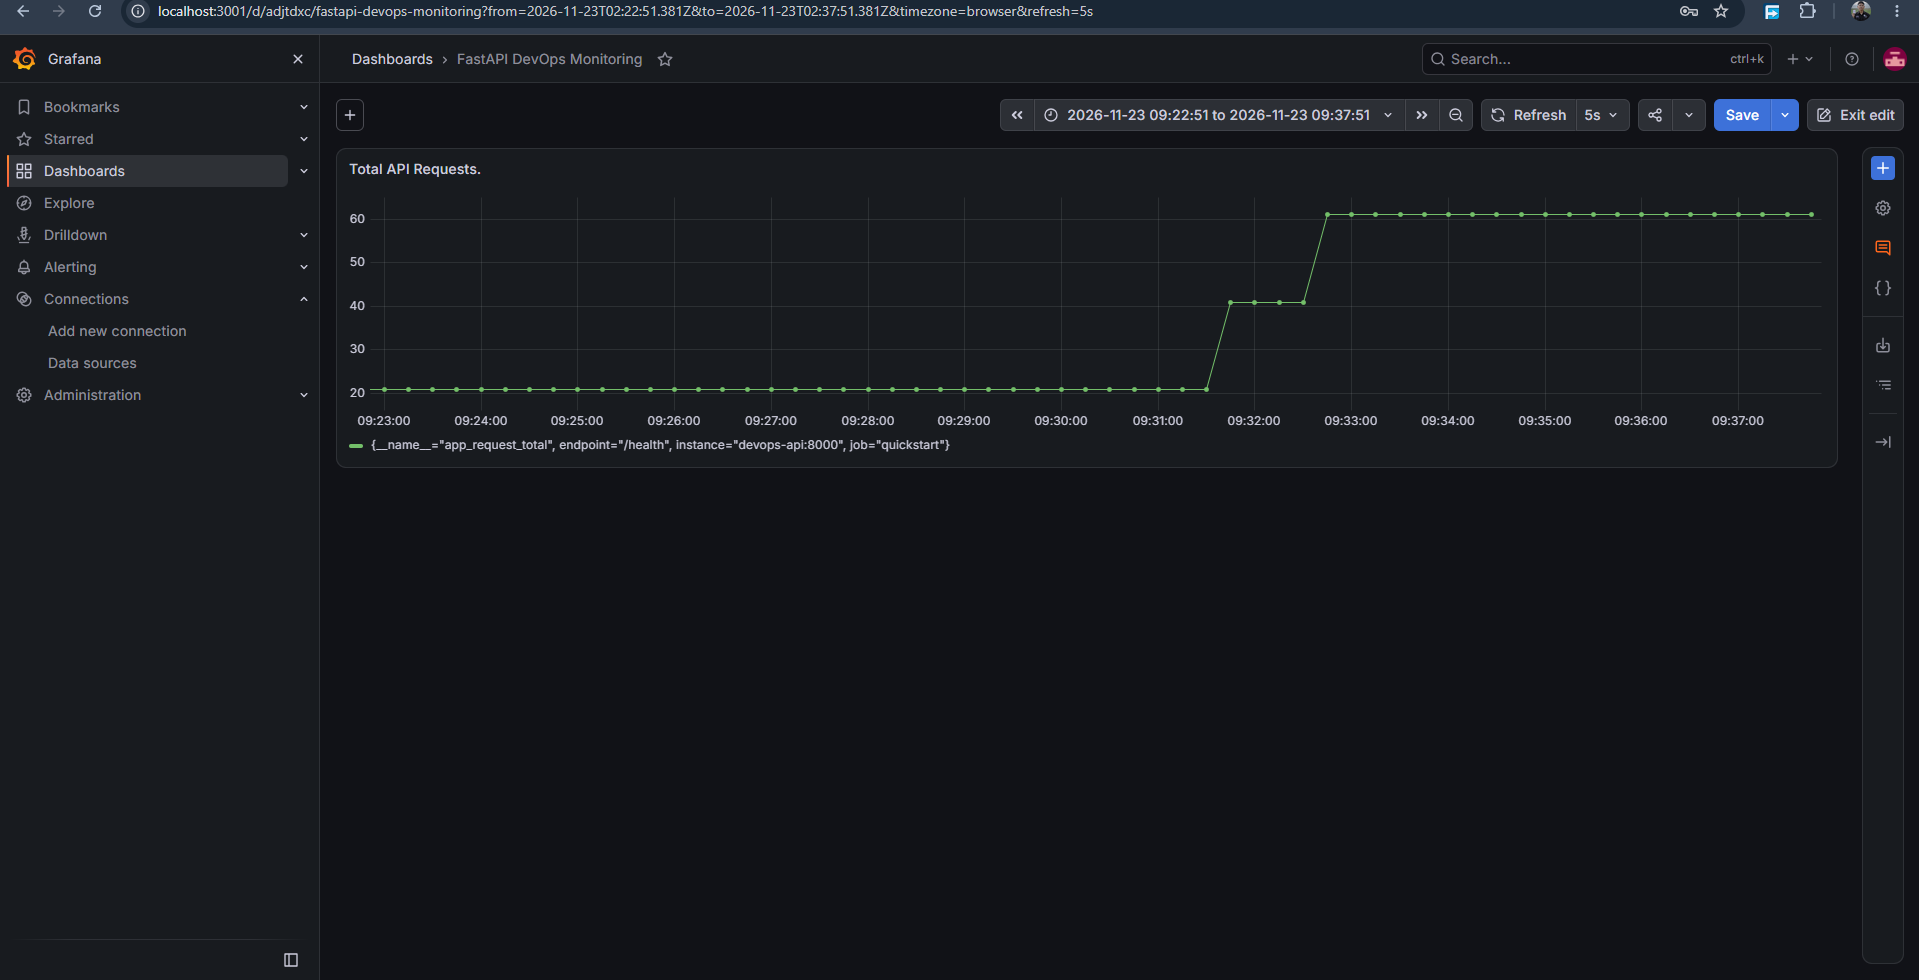 localhost:3001/d/adjtdxc/fastapi-devops-monitoring?from=2026-11-23T02:22:51.381Z&to=2026-11-23T02:37:51.381Z&timezone=browser&refresh=5s
Grafana
Dashboards › FastAPI DevOps Monitoring
Search... ctrl+k
Bookmarks
Starred
Dashboards
Explore
Drilldown
Alerting
Connections
Add new connection
Data sources
Administration
2026-11-23 09:22:51 to 2026-11-23 09:37:51
Refresh 5s
Save
Exit edit
Total API Requests.
60
50
40
30
20
09:23:00 09:24:00 09:25:00 09:26:00 09:27:00 09:28:00 09:29:00 09:30:00 09:31:00 09:32:00 09:33:00 09:34:00 09:35:00 09:36:00 09:37:00
{__name__="app_request_total", endpoint="/health", instance="devops-api:8000", job="quickstart"}